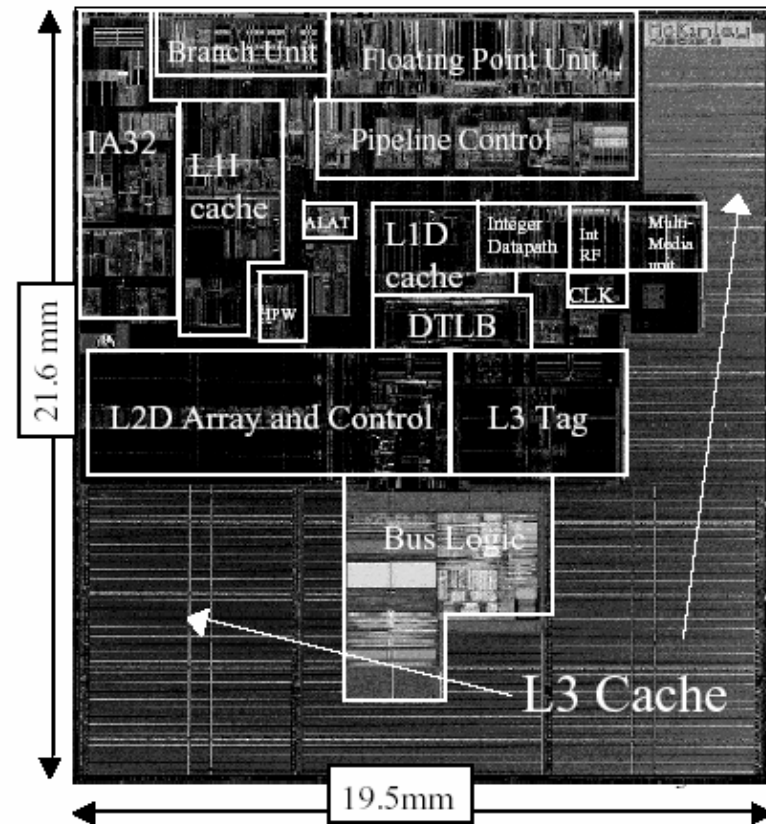 McKinley
Branch Unit
Floating Point Unit
IA32
L1I
cache
Pipeline Control
ALAT
L1D
cache
Integer
Datapath
Int
RF
Multi-
Media
unit
HPW
CLK
DTLB
21.6 mm
L2D Array and Control
L3 Tag
Bus Logic
L3 Cache
19.5mm